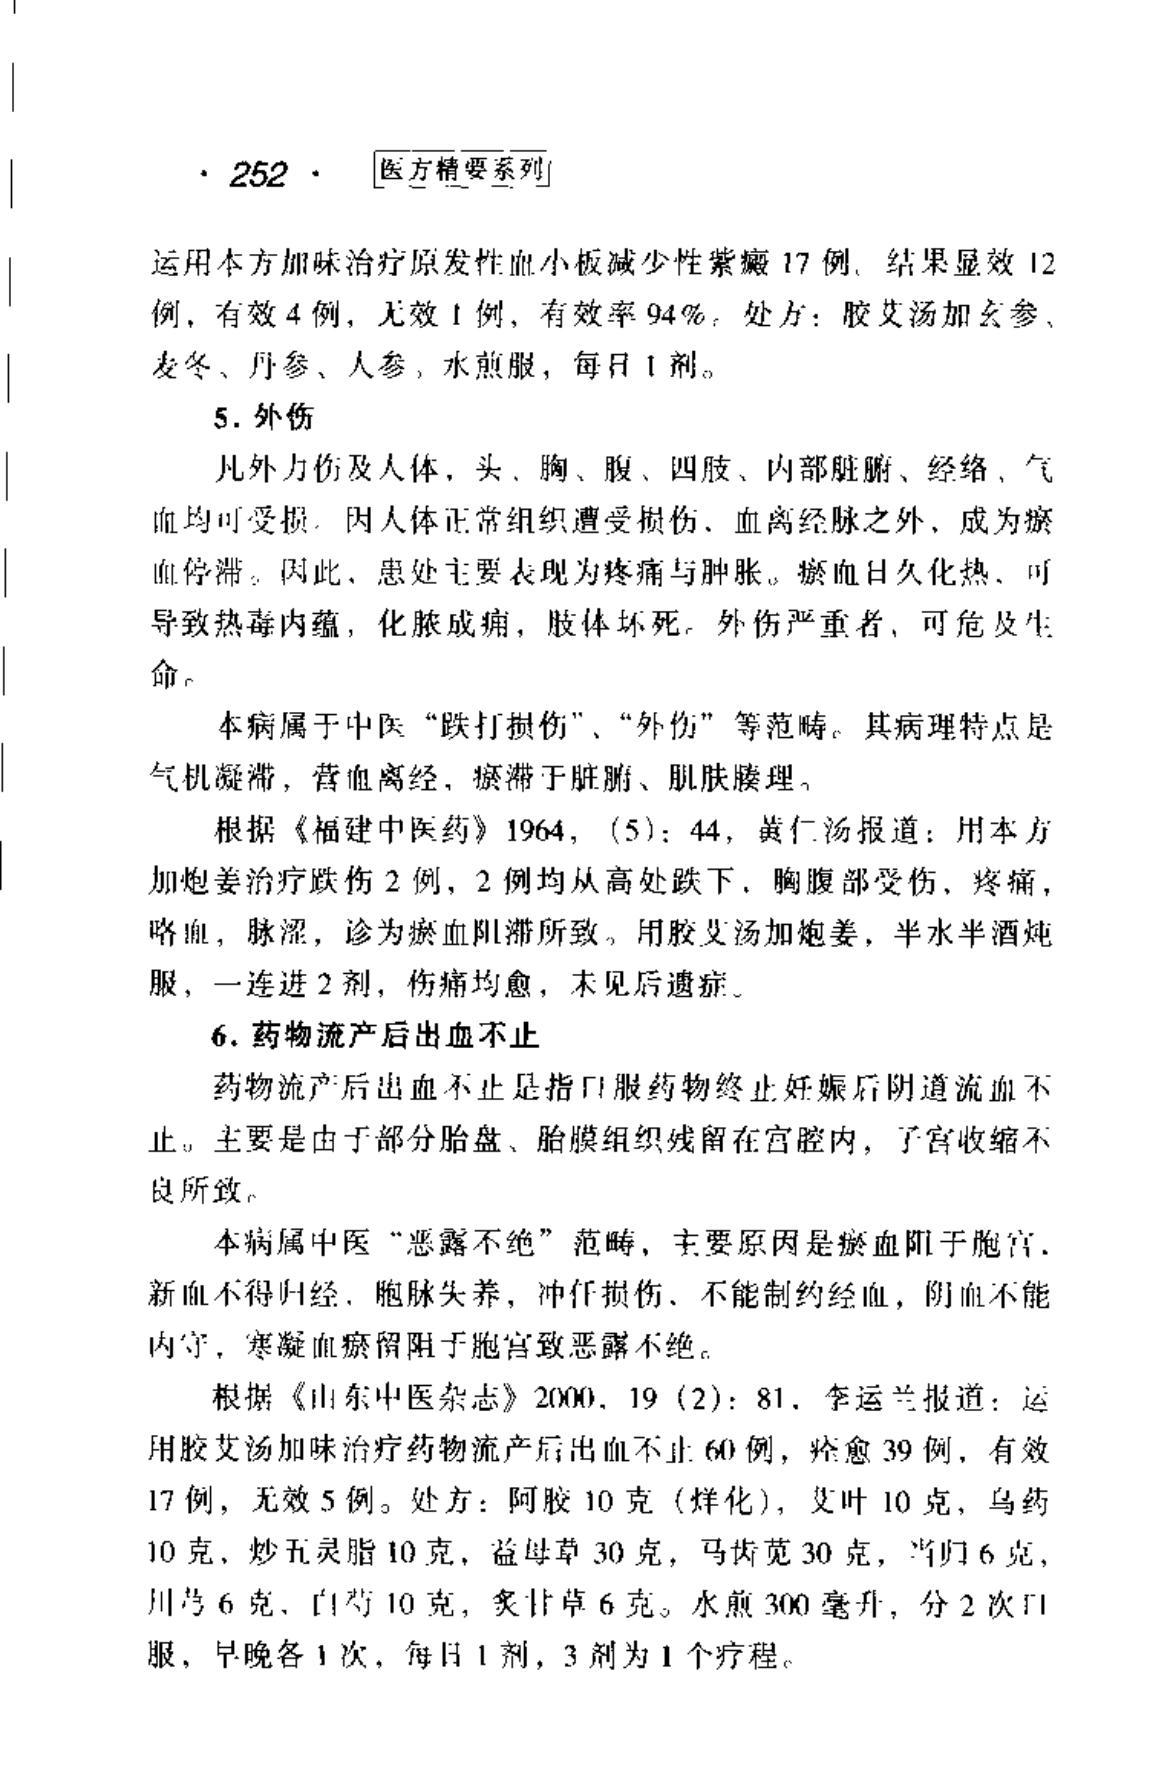 · 252 · 医方精要系列
运用本方加味治疗原发性血小板减少性紫癜 17 例，结果显效 12
例，有效 4 例，无效 1 例，有效率 94%。处方：胶艾汤加玄参、
麦冬、丹参、人参。水煎服，每日 1 剂。
5. 外伤
凡外力伤及人体，头、胸、腹、四肢、内部脏腑、经络、气
血均可受损。因人体正常组织遭受损伤，血离经脉之外，成为瘀
血停滞。因此，患处主要表现为疼痛与肿胀。瘀血日久化热，可
导致热毒内蕴，化脓成痈，肢体坏死。外伤严重者，可危及生
命。
本病属于中医“跌打损伤”、“外伤”等范畴。其病理特点是
气机凝滞，营血离经，瘀滞于脏腑、肌肤腠理。
根据《福建中医药》1964，（5）：44，黄仁汤报道：用本方
加炮姜治疗跌伤 2 例，2 例均从高处跌下，胸腹部受伤，疼痛，
咯血，脉涩，诊为瘀血阻滞所致。用胶艾汤加炮姜，半水半酒炖
服，一连进 2 剂，伤痛均愈，未见后遗症。
6. 药物流产后出血不止
药物流产后出血不止是指口服药物终止妊娠后阴道流血不
止。主要是由于部分胎盘、胎膜组织残留在宫腔内，子宫收缩不
良所致。
本病属中医“恶露不绝”范畴，主要原因是瘀血阻于胞宫，
新血不得归经，胞脉失养，冲任损伤，不能制约经血，阴血不能
内守，寒凝血瘀留阻于胞宫致恶露不绝。
根据《山东中医杂志》2000，19（2）：81，李运兰报道：运
用胶艾汤加味治疗药物流产后出血不止 60 例，痊愈 39 例，有效
17 例，无效 5 例。处方：阿胶 10 克（烊化），艾叶 10 克，乌药
10 克，炒五灵脂 10 克，益母草 30 克，马齿苋 30 克，当归 6 克，
川芎 6 克，白芍 10 克，炙甘草 6 克。水煎 300 毫升，分 2 次口
服，早晚各 1 次，每日 1 剂，3 剂为 1 个疗程。